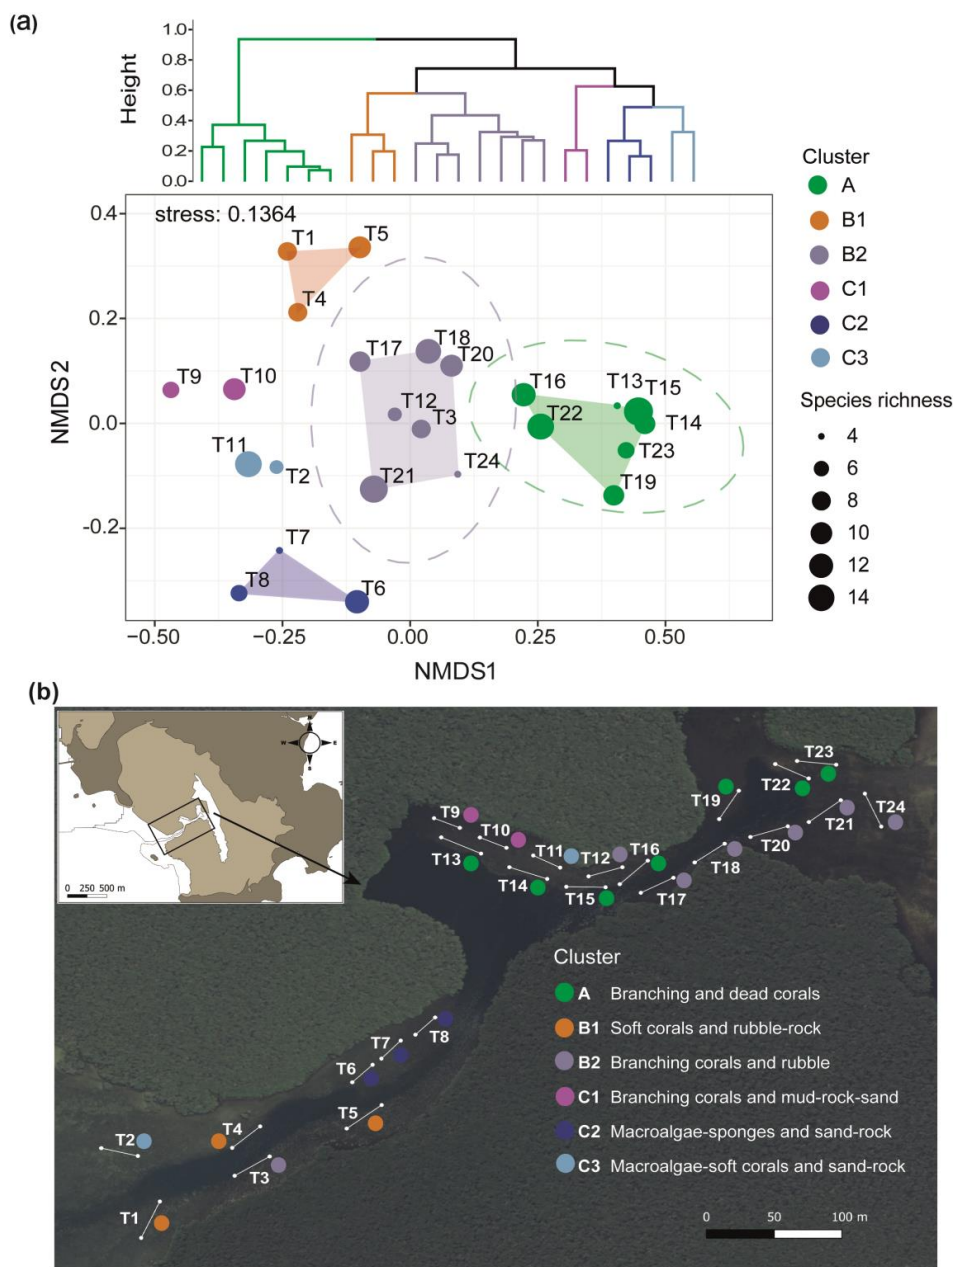 (a)
1.0
0.8
0.6
0.4
0.2
0.0
Height
stress: 0.1364
0.4
0.2
0.0
-0.2
NMDS2
T1
T5
T4
T17
T18
T20
T9
T10
T12
T3
T16
T13
T15
T22
T14
T23
T11
T2
T21
T24
T19
T7
T8
T6
-0.50
-0.25
0.00
0.25
0.50
NMDS1
Cluster
A
B1
B2
C1
C2
C3
Species richness
4
6
8
10
12
14
(b)
N
W
E
S
0 250 500 m
T23
T22
T19
T24
T21
T20
T9
T10
T11
T12
T16
T18
T13
T14
T15
T17
T8
T7
T6
T5
T4
T2
T3
T1
Cluster
A Branching and dead corals
B1 Soft corals and rubble-rock
B2 Branching corals and rubble
C1 Branching corals and mud-rock-sand
C2 Macroalgae-sponges and sand-rock
C3 Macroalgae-soft corals and sand-rock
0 50 100 m